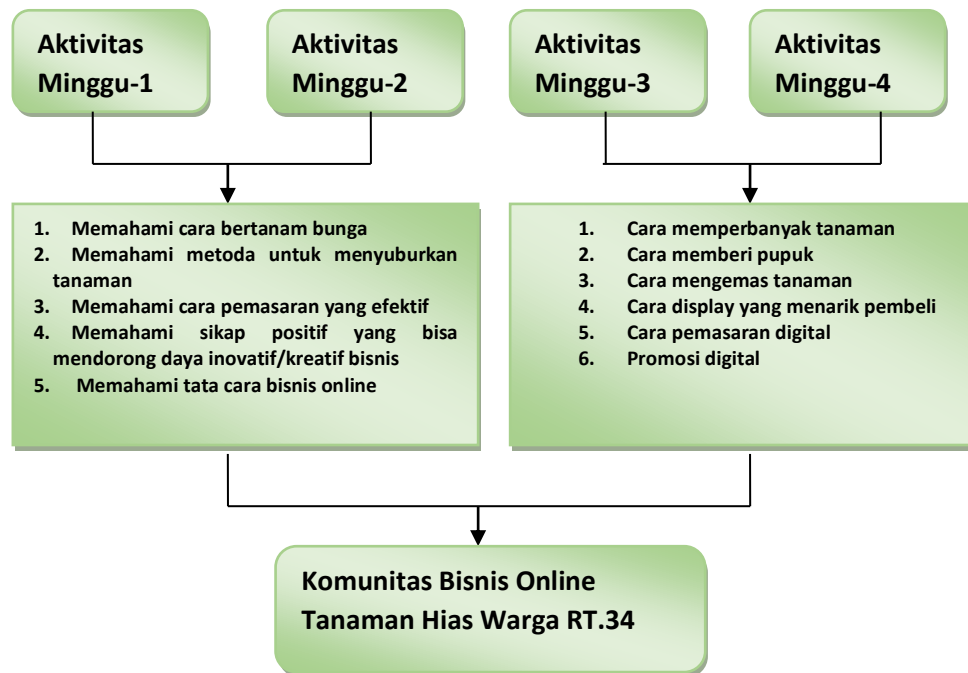 Aktivitas
Minggu-1
Aktivitas
Minggu-2
Aktivitas
Minggu-3
Aktivitas
Minggu-4
1. Memahami cara bertanam bunga
2. Memahami metoda untuk menyuburkan
tanaman
3. Memahami cara pemasaran yang efektif
4. Memahami sikap positif yang bisa
mendorong daya inovatif/kreatif bisnis
5. Memahami tata cara bisnis online
1. Cara memperbanyak tanaman
2. Cara memberi pupuk
3. Cara mengemas tanaman
4. Cara display yang menarik pembeli
5. Cara pemasaran digital
6. Promosi digital
Komunitas Bisnis Online
Tanaman Hias Warga RT.34